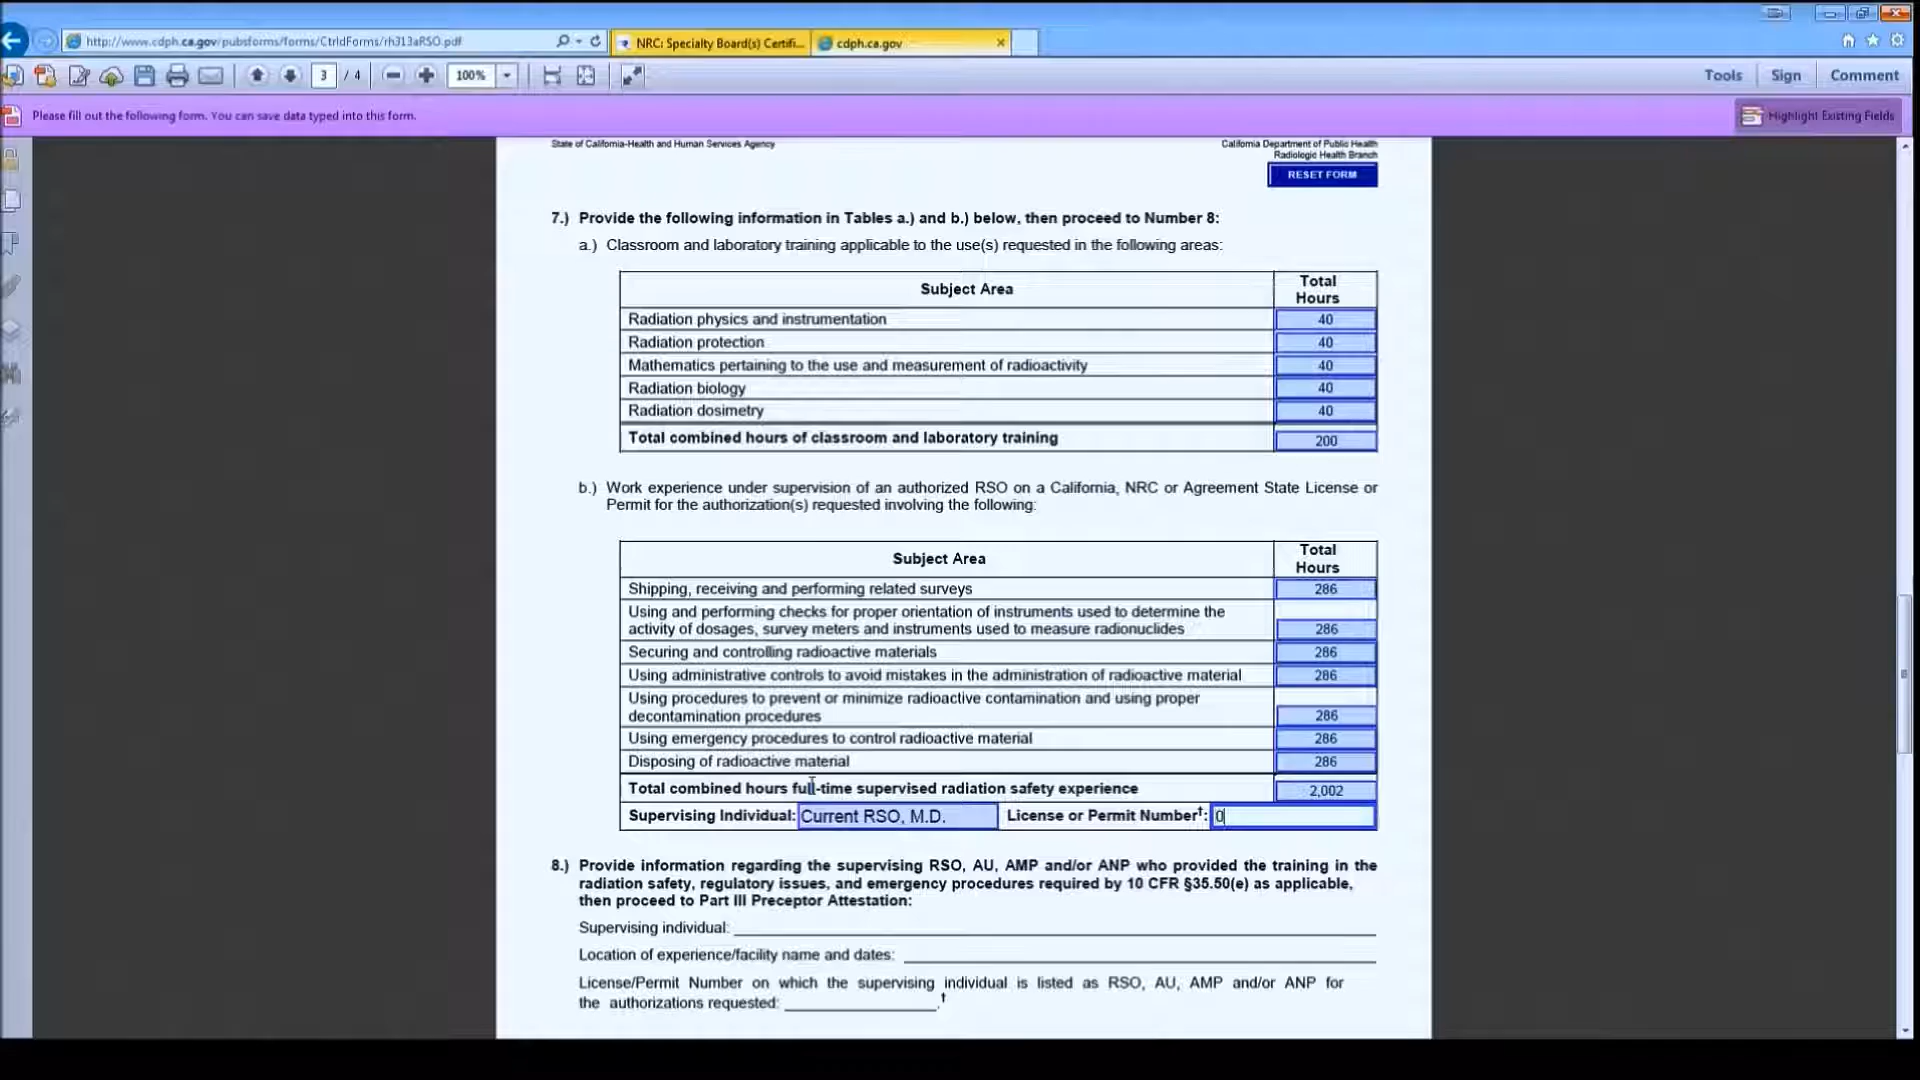 http://www.cdph.ca.gov/pubsforms/forms/CtrldForms/rh313aRSO.pdf
NRC: Specialty Board(s) Certifi...
cdph.ca.gov
3 / 4
100%
Tools
Sign
Comment
Please fill out the following form. You can save data typed into this form.
Highlight Existing Fields
State of California-Health and Human Services Agency
California Department of Public Health
Radiologic Health Branch
RESET FORM
7.) Provide the following information in Tables a.) and b.) below, then proceed to Number 8:
a.) Classroom and laboratory training applicable to the use(s) requested in the following areas:
Subject Area
Total
Hours
Radiation physics and instrumentation 40
Radiation protection 40
Mathematics pertaining to the use and measurement of radioactivity 40
Radiation biology 40
Radiation dosimetry 40
Total combined hours of classroom and laboratory training 200
b.) Work experience under supervision of an authorized RSO on a California, NRC or Agreement State License or
Permit for the authorization(s) requested involving the following:
Subject Area
Total
Hours
Shipping, receiving and performing related surveys 286
Using and performing checks for proper orientation of instruments used to determine the
activity of dosages, survey meters and instruments used to measure radionuclides 286
Securing and controlling radioactive materials 286
Using administrative controls to avoid mistakes in the administration of radioactive material 286
Using procedures to prevent or minimize radioactive contamination and using proper
decontamination procedures 286
Using emergency procedures to control radioactive material 286
Disposing of radioactive material 286
Total combined hours full-time supervised radiation safety experience 2,002
Supervising Individual: Current RSO, M.D. License or Permit Number†: 0
8.) Provide information regarding the supervising RSO, AU, AMP and/or ANP who provided the training in the
radiation safety, regulatory issues, and emergency procedures required by 10 CFR §35.50(e) as applicable,
then proceed to Part III Preceptor Attestation:
Supervising individual:
Location of experience/facility name and dates:
License/Permit Number on which the supervising individual is listed as RSO, AU, AMP and/or ANP for
the authorizations requested: .†